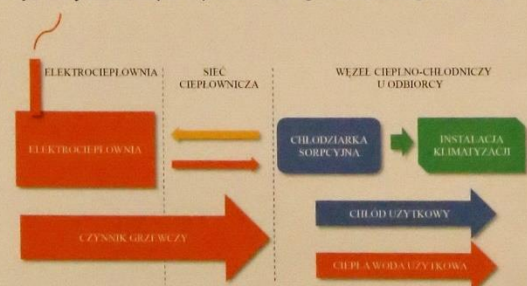 ELEKTROCIEPŁOWNIA
SIEĆ
CIEPŁOWNICZA
WĘZEŁ CIEPLNO-CHŁODNICZY
U ODBIORCY
ELEKTROCIEPŁOWNIA
CHŁODZIARKA
SORPCYJNA
INSTALACJA
KLIMATYZACJI
CZYNNIK GRZEWCZY
CHŁÓD UŻYTKOWY
CIEPŁA WODA UŻYTKOWA